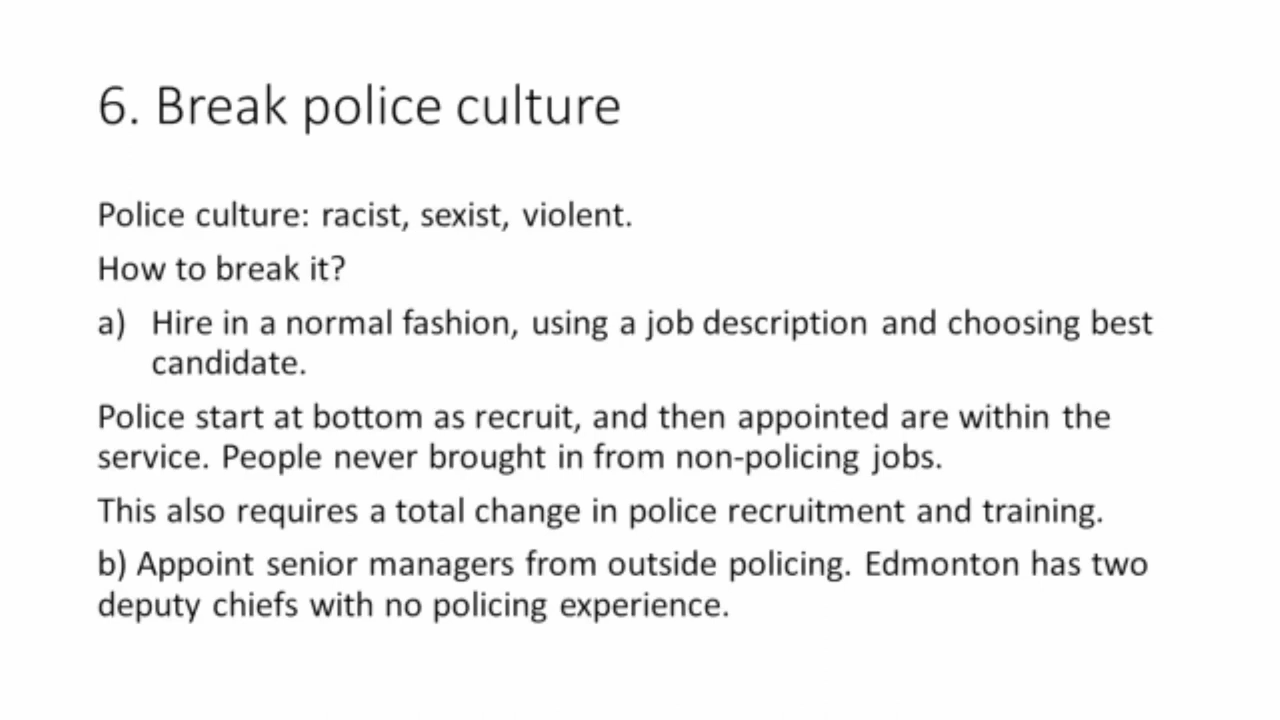 6. Break police culture
Police culture: racist, sexist, violent.
How to break it?
a) Hire in a normal fashion, using a job description and choosing best
candidate.
Police start at bottom as recruit, and then appointed are within the
service. People never brought in from non-policing jobs.
This also requires a total change in police recruitment and training.
b) Appoint senior managers from outside policing. Edmonton has two
deputy chiefs with no policing experience.